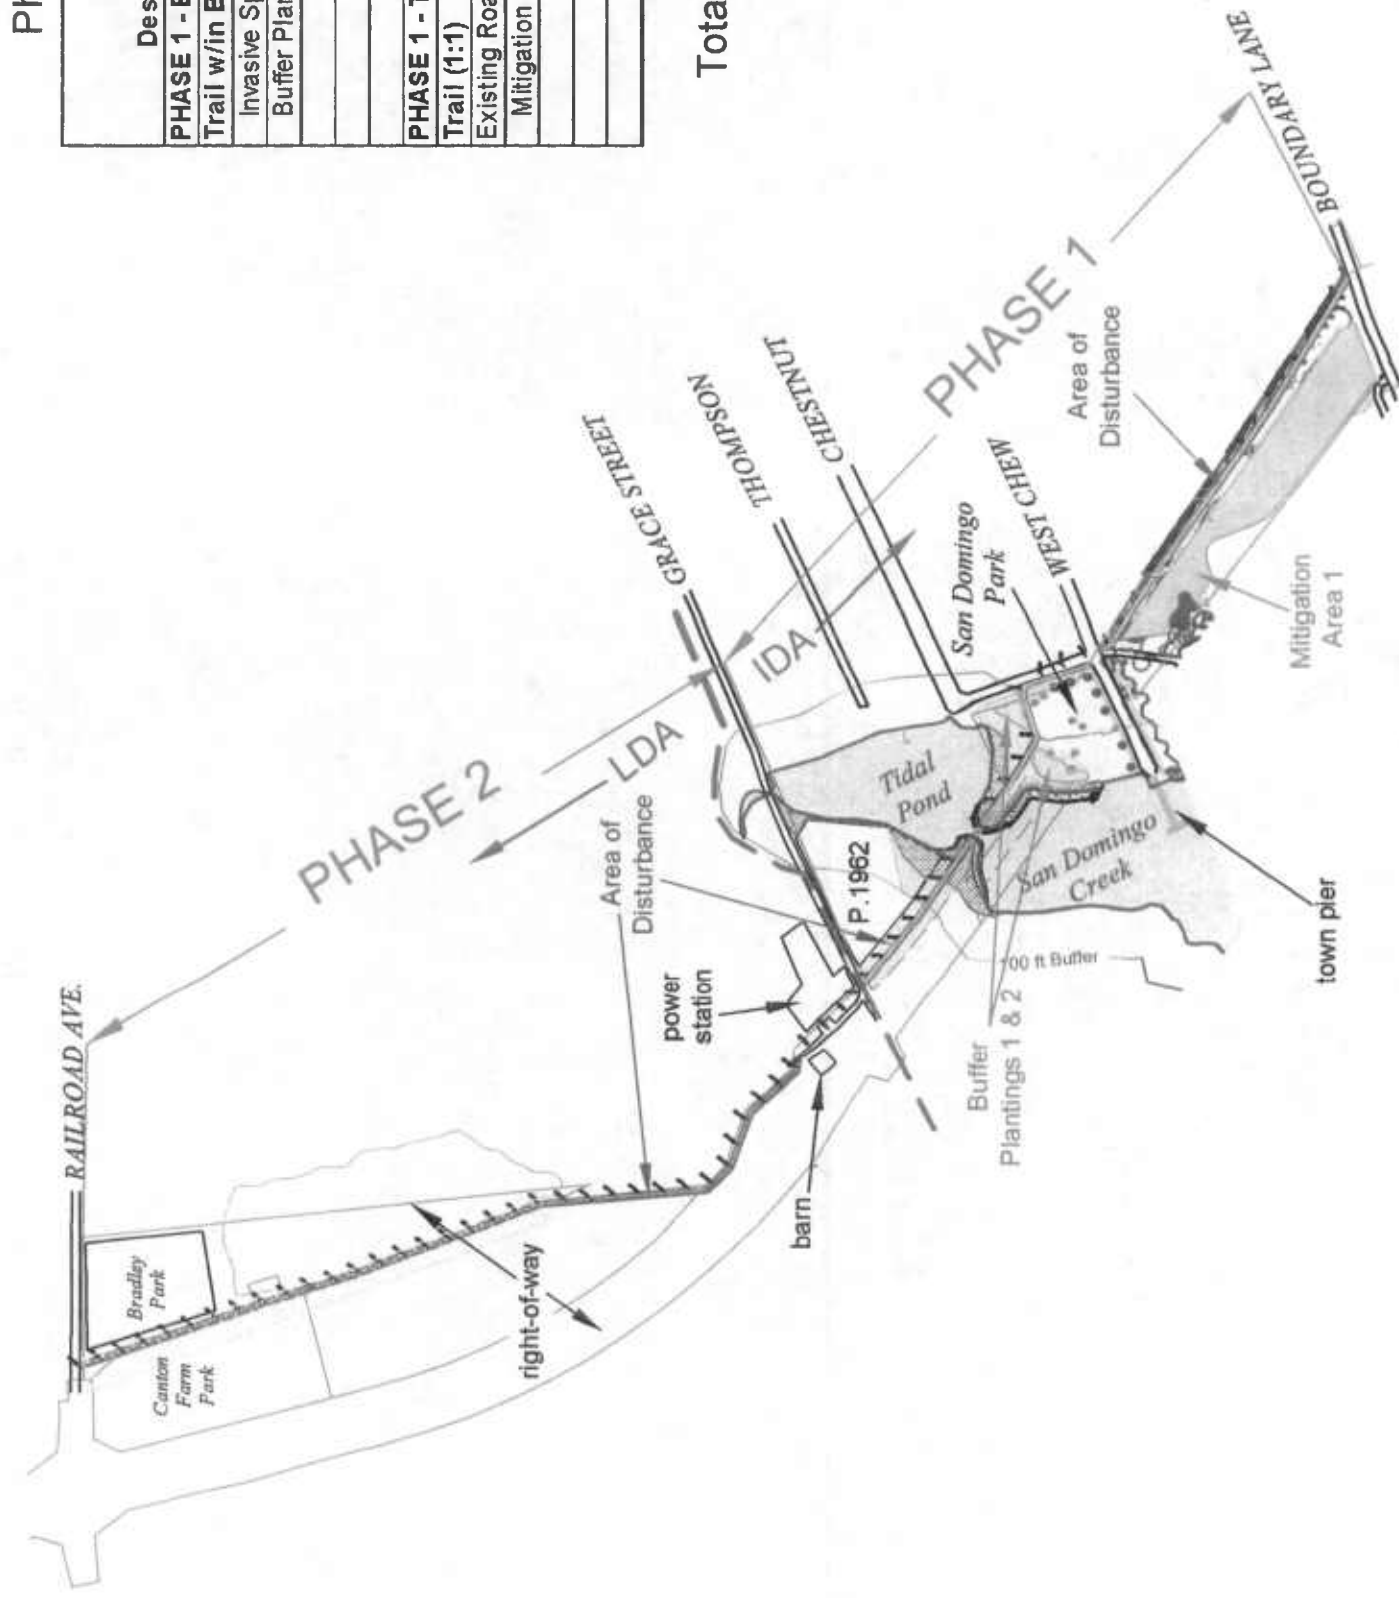 Ph
Des
PHASE 1 - E
Trail w/in E
Invasive Sp
Buffer Plan
PHASE 1 - T
Trail (1:1)
Existing Roa
Mitigation
Tota
BOUNDARY LANE
PHASE 1
Area of
Disturbance
CHESTNUT
THOMPSON
GRACE STREET
WEST CHEW
San Domingo
Park
IDA
LDA
PHASE 2
Mitigation
Area 1
Tidal
Pond
San Domingo
Creek
P.1962
Area of
Disturbance
power
station
town pier
00 ft Buffer
Buffer
Plantings 1 & 2
barn
RAILROAD AVE.
Bradley
Park
right-of-way
Canton
Farm
Park